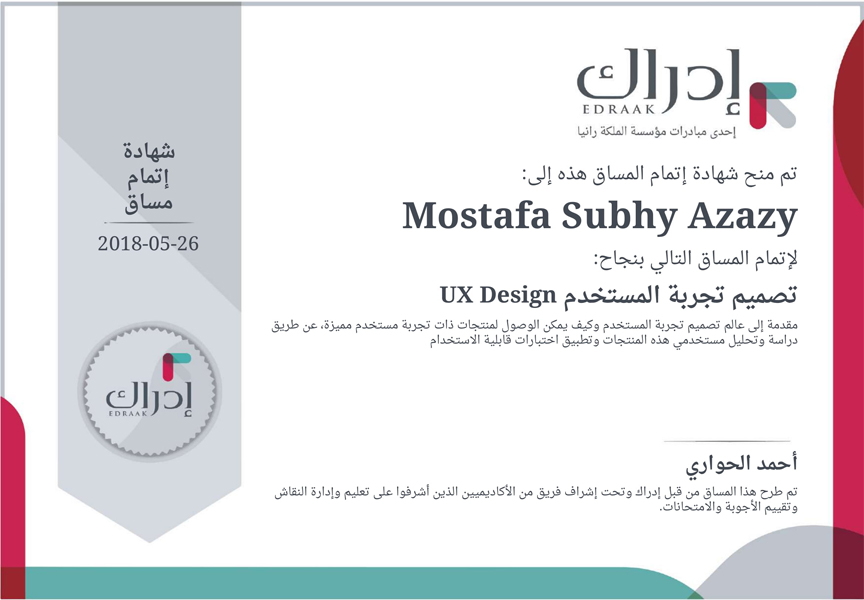 إدراك
EDRAAK
إحدى مبادرات مؤسسة الملكة رانيا
شهادة
إتمام
مساق
2018-05-26
إدراك
EDRAAK
تم منح شهادة إتمام المساق هذه إلى:
Mostafa Subhy Azazy
لإتمام المساق التالي بنجاح:
تصميم تجربة المستخدم UX Design
مقدمة إلى عالم تصميم تجربة المستخدم وكيف يمكن الوصول لمنتجات ذات تجربة مستخدم مميزة، عن طريق
دراسة وتحليل مستخدمي هذه المنتجات وتطبيق اختبارات قابلية الاستخدام
أحمد الحواري
تم طرح هذا المساق من قبل إدراك وتحت إشراف فريق من الأكاديميين الذين أشرفوا على تعليم وإدارة النقاش
وتقييم الأجوبة والامتحانات.